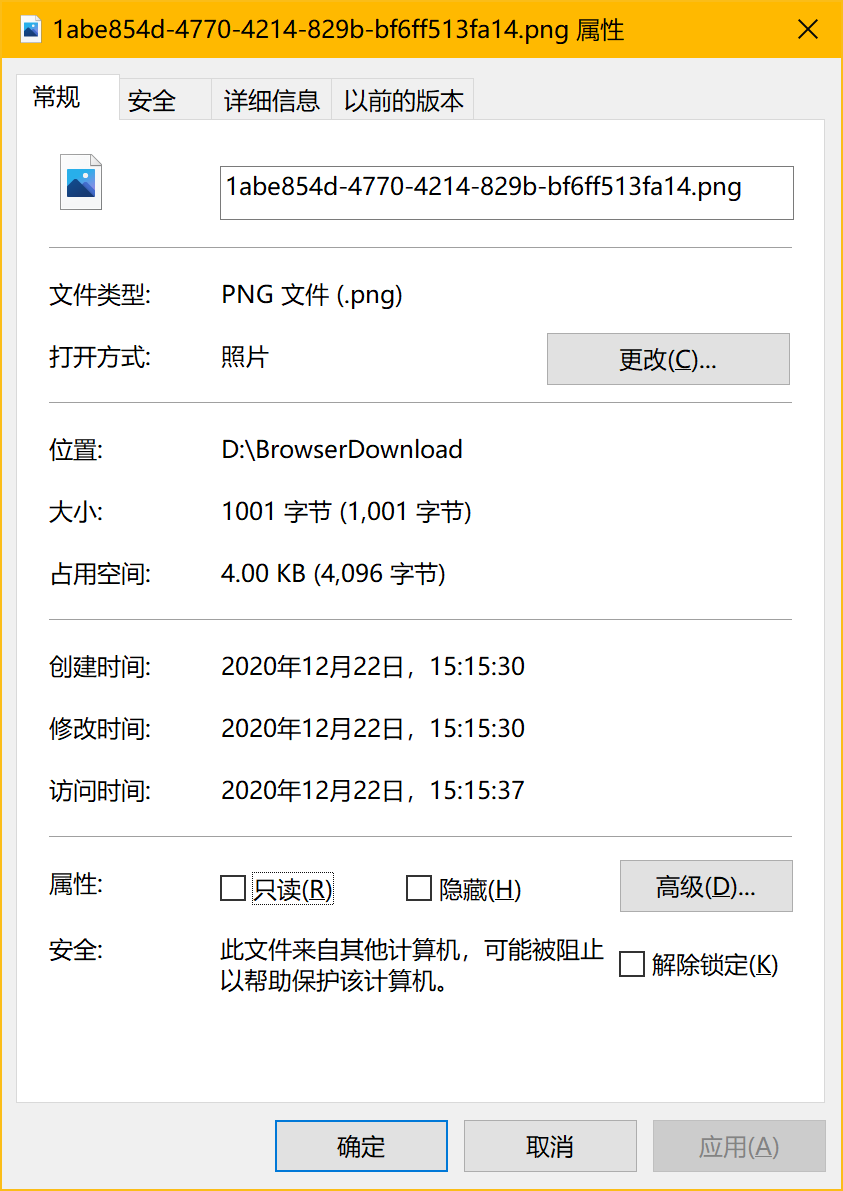 1abe854d-4770-4214-829b-bf6ff513fa14.png 属性
常规 安全 详细信息 以前的版本
1abe854d-4770-4214-829b-bf6ff513fa14.png
文件类型: PNG 文件 (.png)
打开方式: 照片 更改(C)...
位置: D:\BrowserDownload
大小: 1001 字节 (1,001 字节)
占用空间: 4.00 KB (4,096 字节)
创建时间: 2020年12月22日，15:15:30
修改时间: 2020年12月22日，15:15:30
访问时间: 2020年12月22日，15:15:37
属性: 只读(R) 隐藏(H) 高级(D)...
安全: 此文件来自其他计算机，可能被阻止
以帮助保护该计算机。 解除锁定(K)
确定 取消 应用(A)